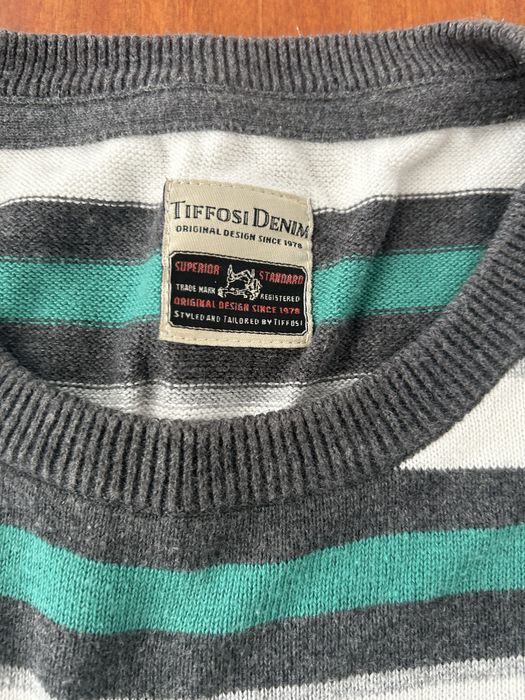 TIFFOSI DENIM
ORIGINAL DESIGN SINCE 1978
SUPERIOR STANDARD
TRADE MARK REGISTERED
ORIGINAL DESIGN SINCE 1978
STYLED AND TAILORED BY TIFFOSI